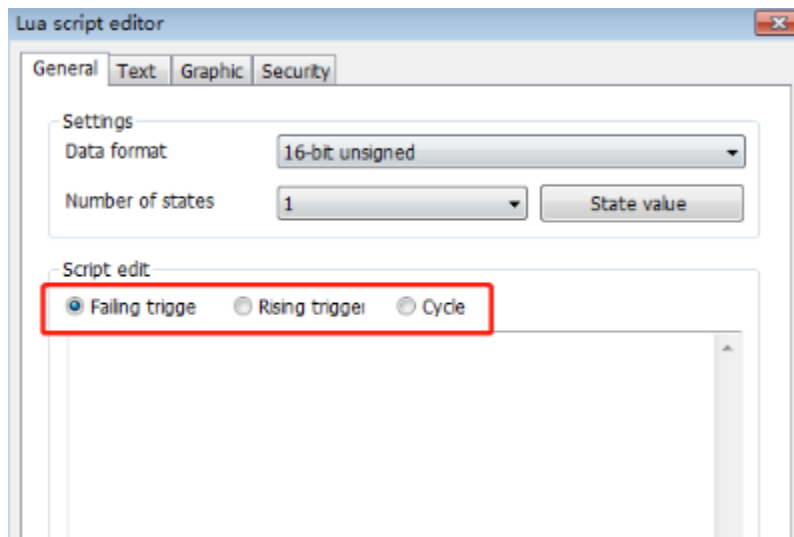 Lua script editor
General Text Graphic Security
Settings
Data format 16-bit unsigned
Number of states 1 State value
Script edit
Failing trigge Rising trigger Cycle